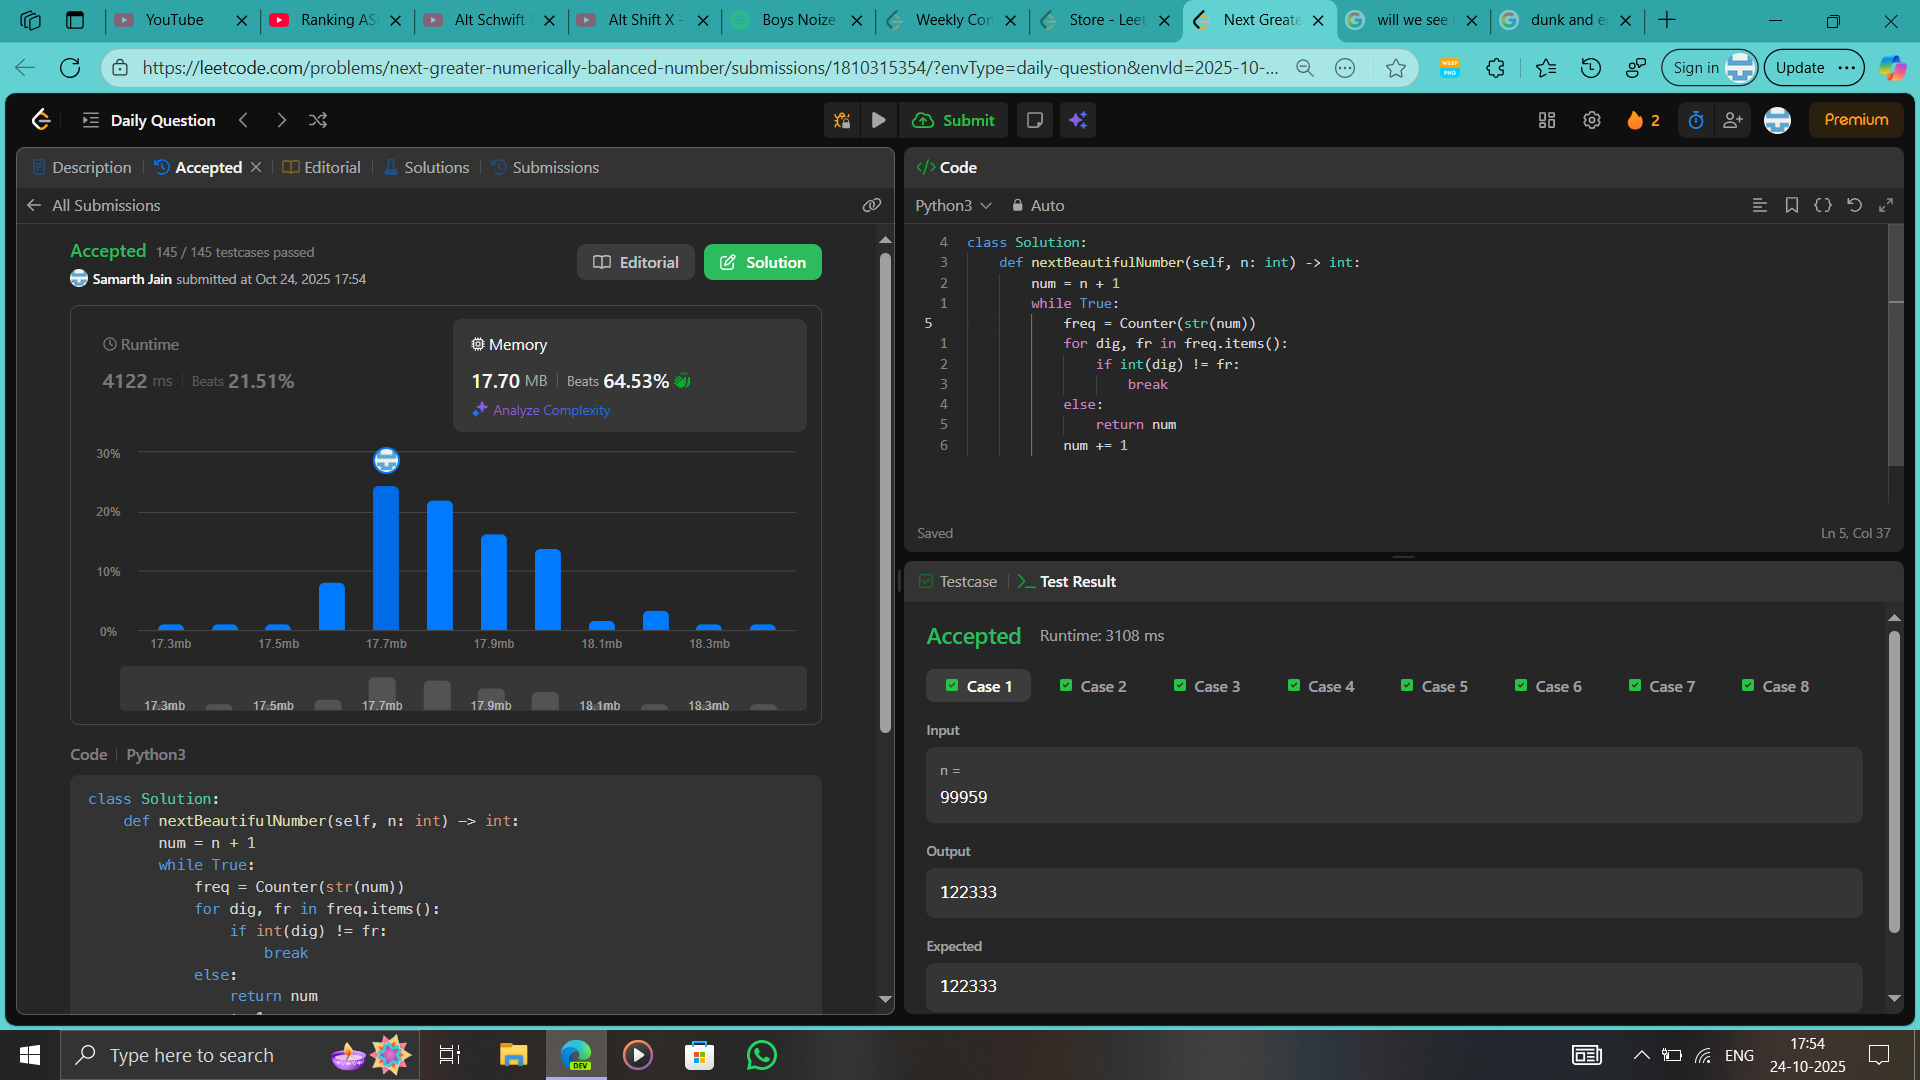 YouTube
Ranking AS
Alt Schwift
Alt Shift X -
Boys Noize
Weekly Con
Store - Leet
Next Greate
will we see
dunk and e
https://leetcode.com/problems/next-greater-numerically-balanced-number/submissions/1810315354/?envType=daily-question&envId=2025-10-...
Sign in
Update
Daily Question
Submit
2
Premium
Description
Accepted
Editorial
Solutions
Submissions
All Submissions
Accepted 145 / 145 testcases passed
Samarth Jain submitted at Oct 24, 2025 17:54
Editorial
Solution
Runtime
4122 ms Beats 21.51%
Memory
17.70 MB Beats 64.53%
Analyze Complexity
30%
20%
10%
0%
17.3mb 17.5mb 17.7mb 17.9mb 18.1mb 18.3mb
17.3mb 17.5mb 17.7mb 17.9mb 18.1mb 18.3mb
Code Python3
class Solution:
def nextBeautifulNumber(self, n: int) -> int:
num = n + 1
while True:
freq = Counter(str(num))
for dig, fr in freq.items():
if int(dig) != fr:
break
else:
return num
Code
Python3
Auto
4 class Solution:
3 def nextBeautifulNumber(self, n: int) -> int:
2 num = n + 1
1 while True:
5 freq = Counter(str(num))
1 for dig, fr in freq.items():
2 if int(dig) != fr:
3 break
4 else:
5 return num
6 num += 1
Saved
Ln 5, Col 37
Testcase
Test Result
Accepted Runtime: 3108 ms
Case 1 Case 2 Case 3 Case 4 Case 5 Case 6 Case 7 Case 8
Input
n =
99959
Output
122333
Expected
122333
Type here to search
DEV
ENG
17:54
24-10-2025